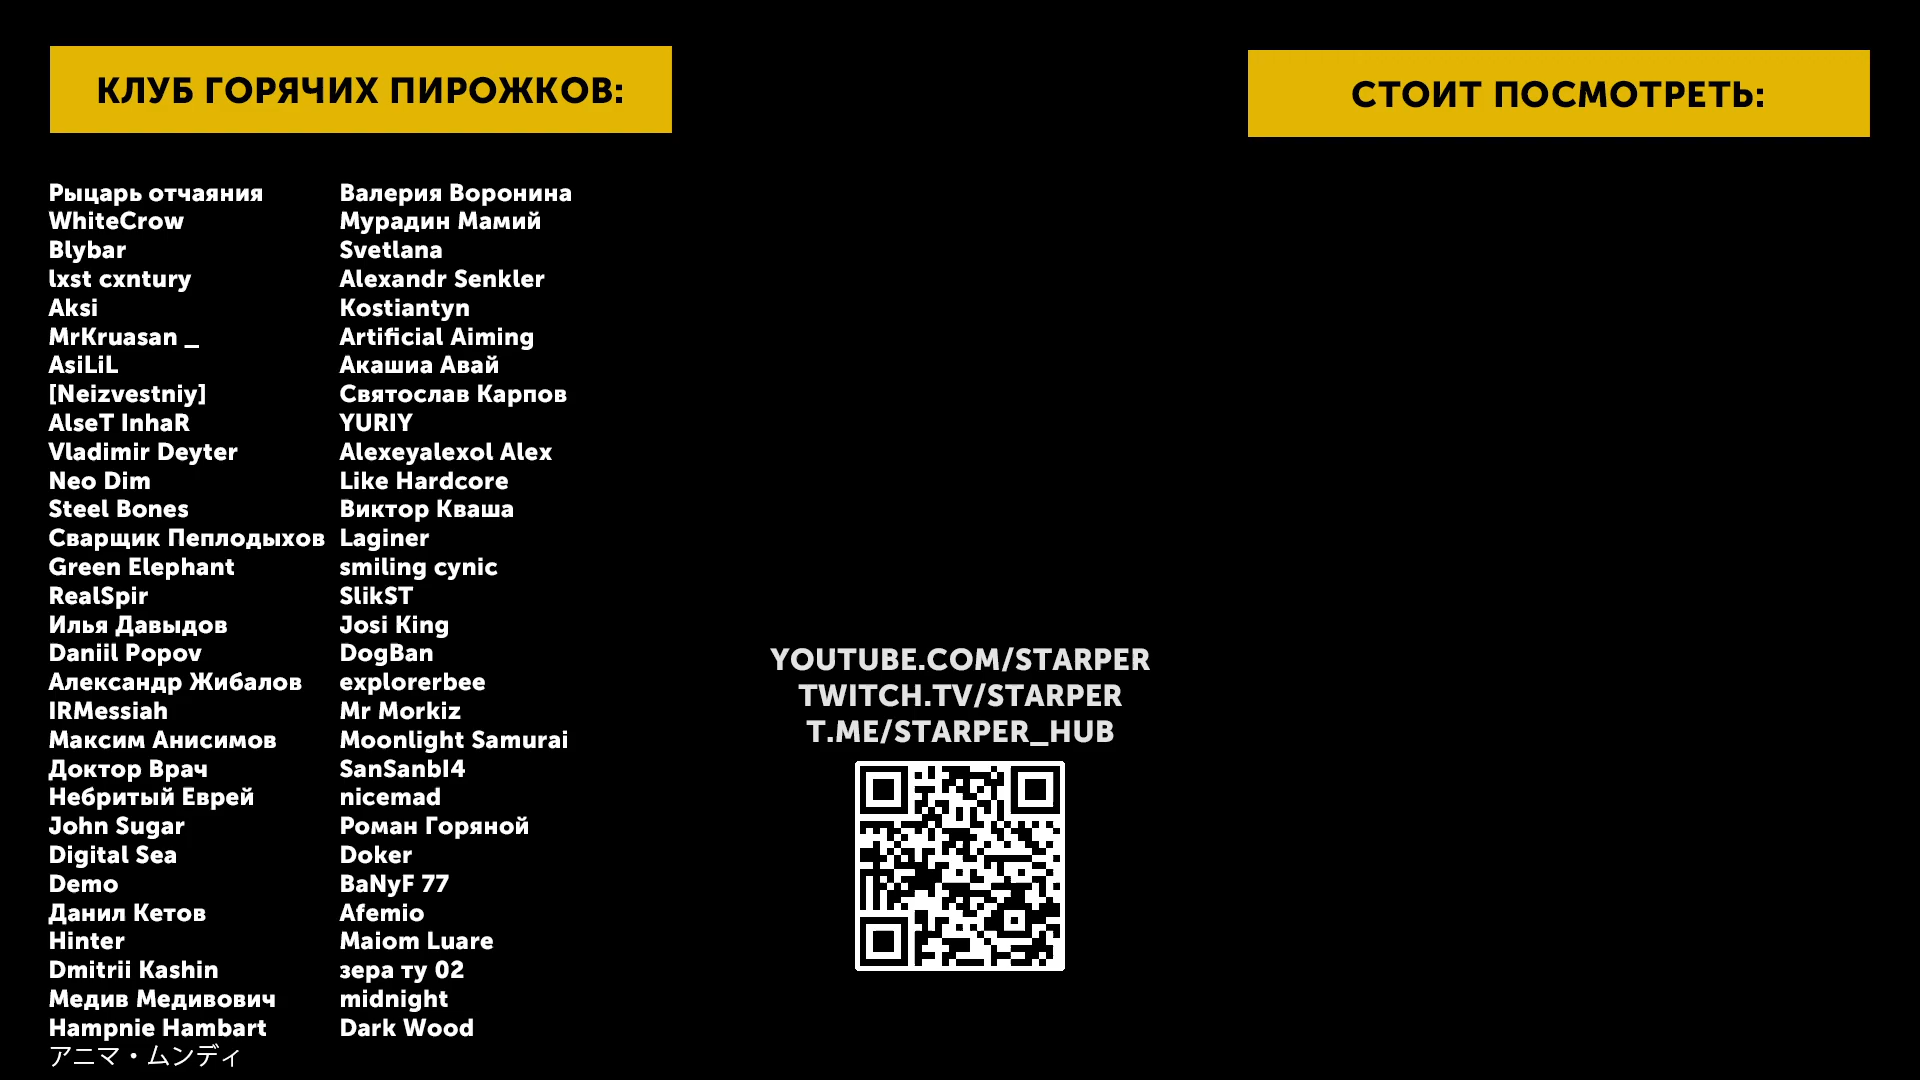 КЛУБ ГОРЯЧИХ ПИРОЖКОВ:
Рыцарь отчаяния
WhiteCrow
Blybar
lxst cxntury
Aksi
MrKruasan _
AsiLiL
[Neizvestniy]
AlseT InhaR
Vladimir Deyter
Neo Dim
Steel Bones
Сварщик Пеплодыхов
Green Elephant
RealSpir
Илья Давыдов
Daniil Popov
Александр Жибалов
IRMessiah
Максим Анисимов
Доктор Врач
Небритый Еврей
John Sugar
Digital Sea
Demo
Данил Кетов
Hinter
Dmitrii Kashin
Медив Медивович
Hampnie Hambart
アニマ・ムンディ
Валерия Воронина
Мурадин Мамий
Svetlana
Alexandr Senkler
Kostiantyn
Artificial Aiming
Акашиа Авай
Святослав Карпов
YURIY
Alexeyalexol Alex
Like Hardcore
Виктор Кваша
Laginer
smiling cynic
SlikST
Josi King
DogBan
explorerbee
Mr Morkiz
Moonlight Samurai
SanSanbI4
nicemad
Роман Горяной
Doker
BaNyF 77
Afemio
Maiom Luare
зера ту 02
midnight
Dark Wood
YOUTUBE.COM/STARPER
TWITCH.TV/STARPER
T.ME/STARPER_HUB
СТОИТ ПОСМОТРЕТЬ: